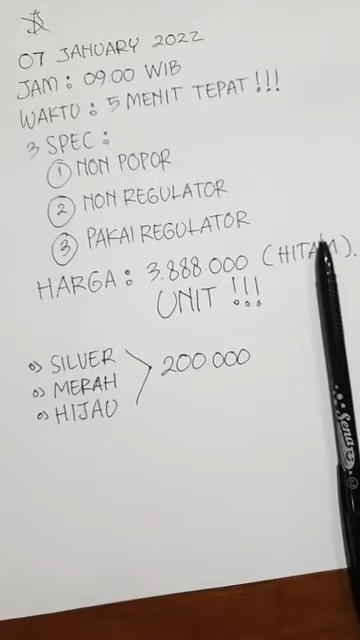 07 JANUARY 2022
JAM : 09.00 WIB
WAKTU : 5 MENIT TEPAT !!!
3 SPEC :
1 NON POPOR
2 NON REGULATOR
3 PAKAI REGULATOR
HARGA : 3.888.000 (HITAM).
UNIT !!!
SILVER
MERAH 200.000
HIJAU